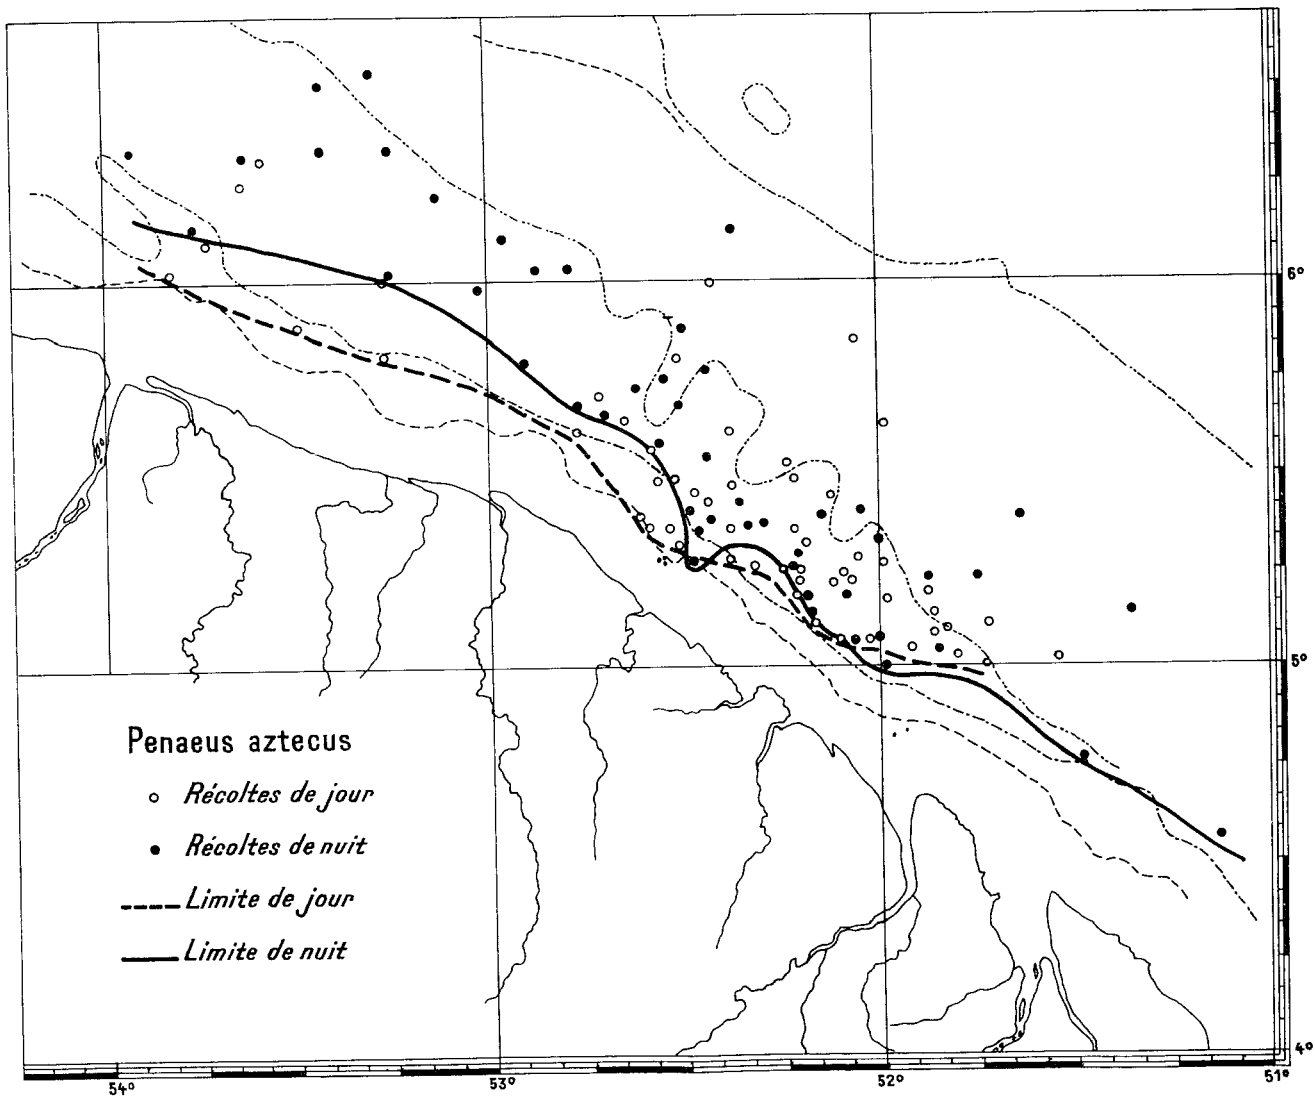 6°
5°
Penaeus aztecus
Récoltes de jour
Récoltes de nuit
Limite de jour
Limite de nuit
4°
54°
53°
52°
51°